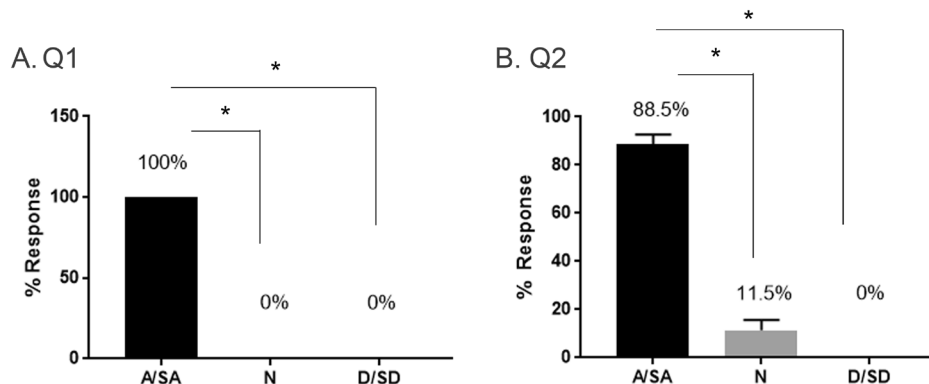 A. Q1
*
*
150
100
50
0
% Response
100%
0%
0%
A/SA
N
D/SD
B. Q2
*
*
100
80
60
40
20
0
% Response
88.5%
11.5%
0%
A/SA
N
D/SD